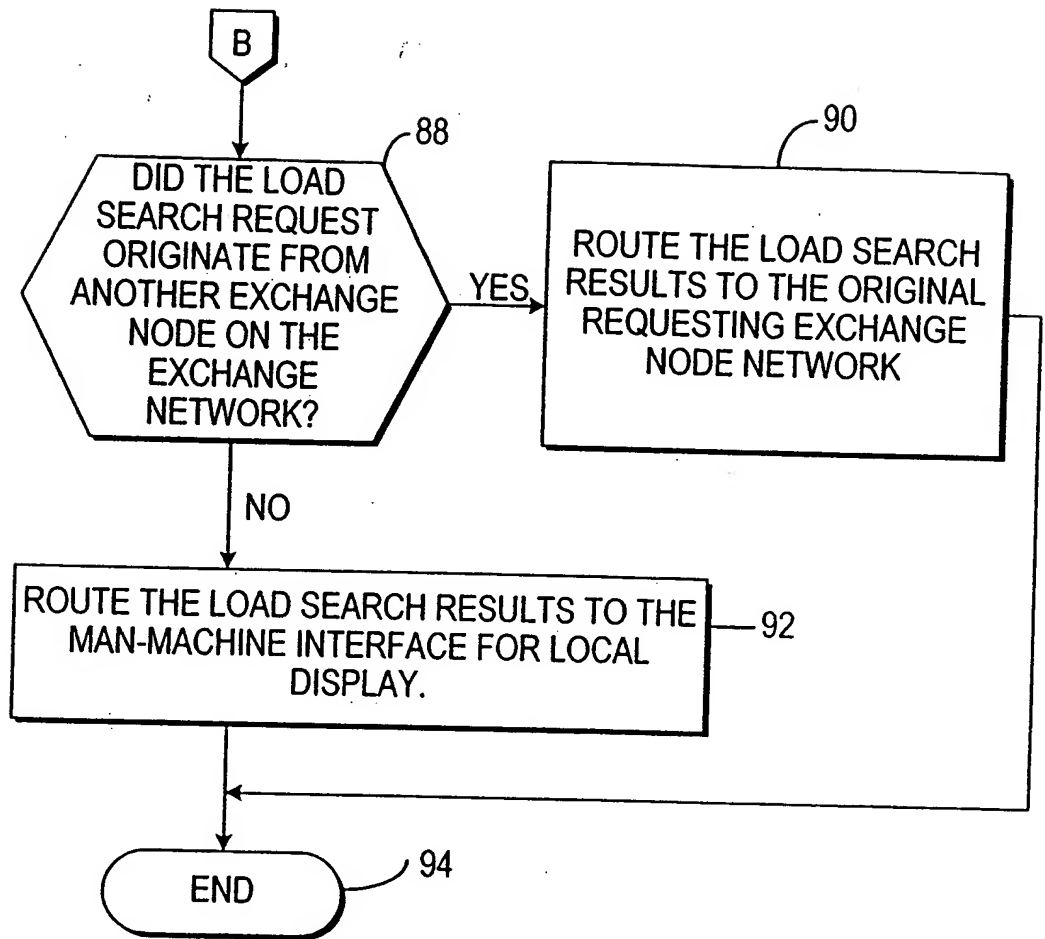 B
88
DID THE LOAD
SEARCH REQUEST
ORIGINATE FROM
ANOTHER EXCHANGE
NODE ON THE
EXCHANGE
NETWORK?
YES
90
ROUTE THE LOAD SEARCH
RESULTS TO THE ORIGINAL
REQUESTING EXCHANGE
NODE NETWORK
NO
ROUTE THE LOAD SEARCH RESULTS TO THE
MAN-MACHINE INTERFACE FOR LOCAL
DISPLAY.
92
END
94